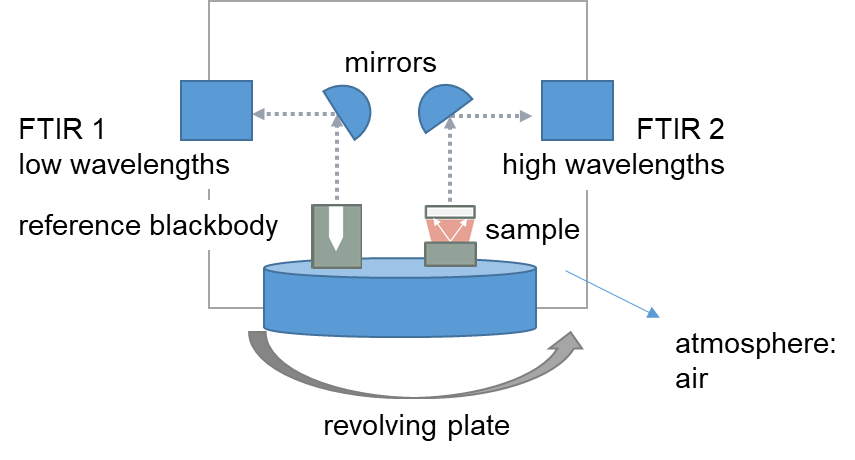 mirrors
FTIR 1
low wavelengths
FTIR 2
high wavelengths
reference blackbody
sample
atmosphere:
air
revolving plate